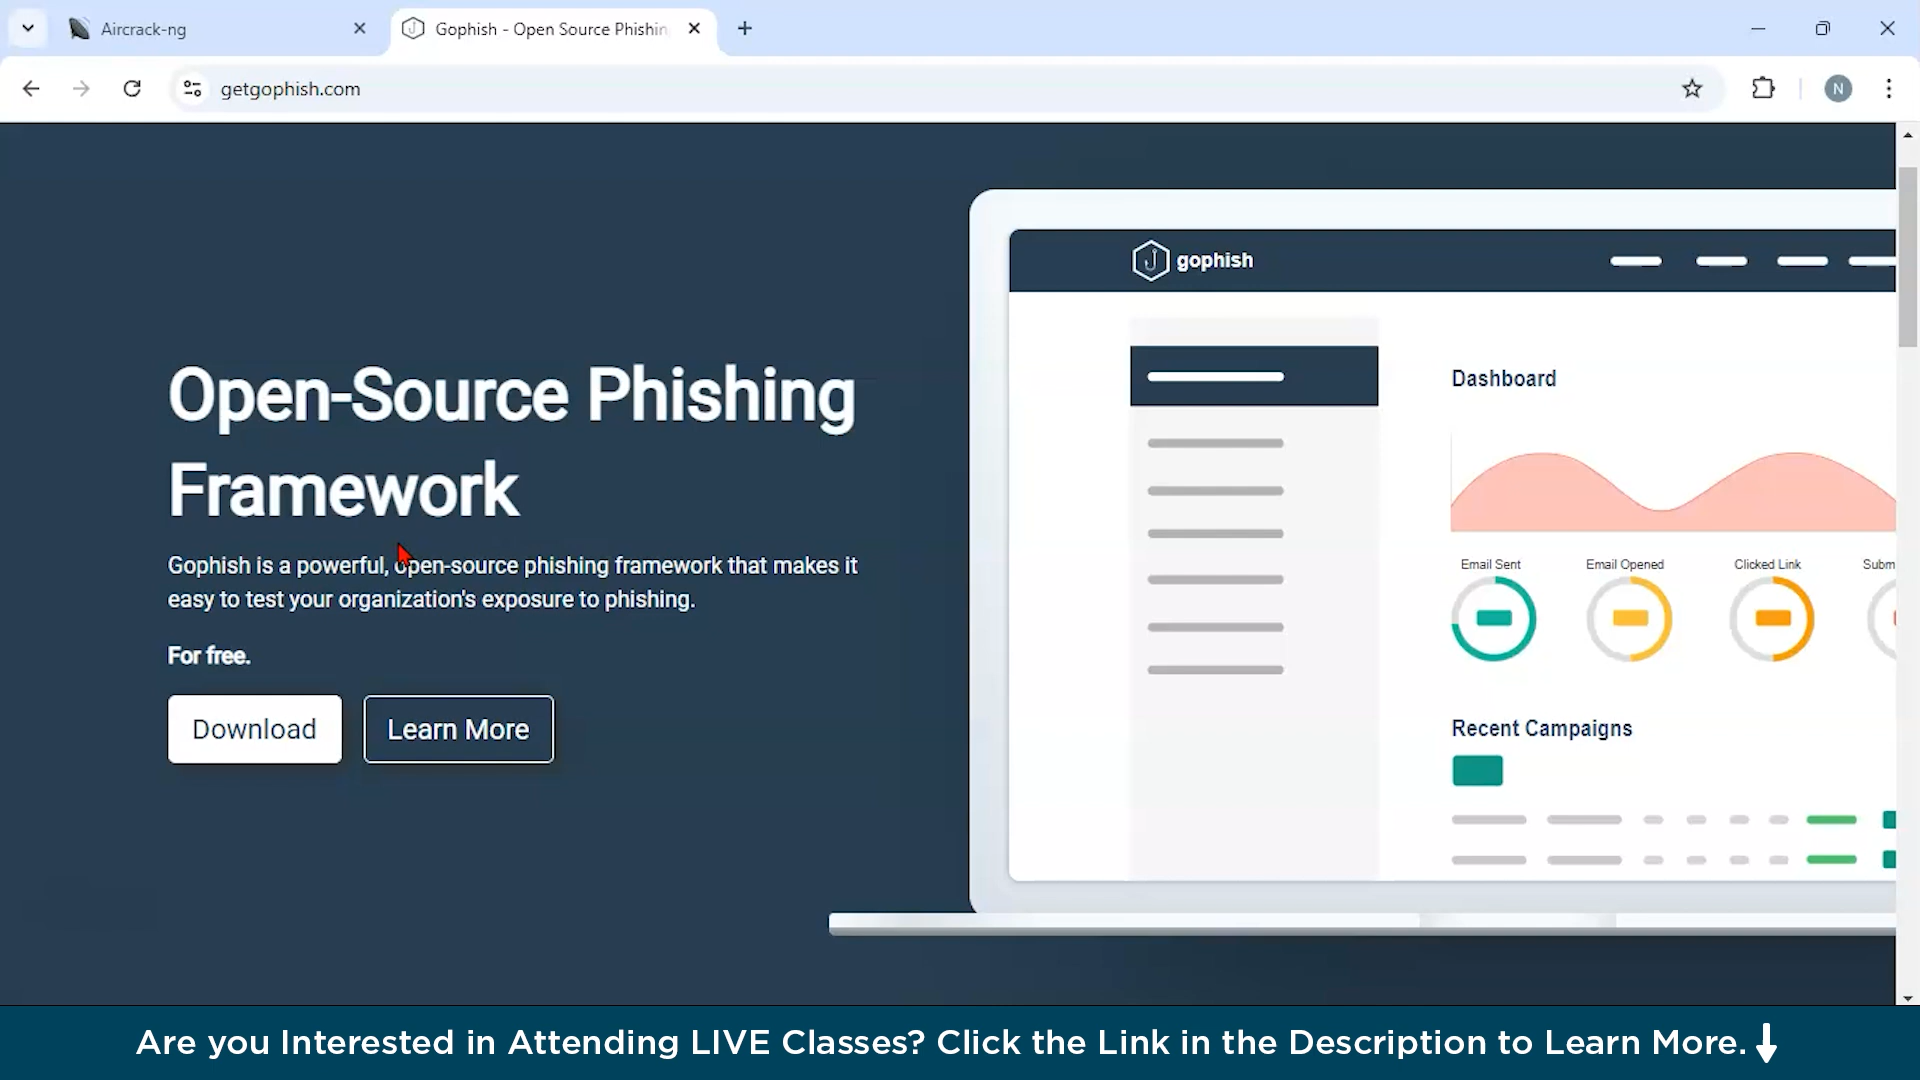 Aircrack-ng
Gophish - Open Source Phishin
getgophish.com
N
gophish
Open-Source Phishing
Framework
Gophish is a powerful, open-source phishing framework that makes it
easy to test your organization's exposure to phishing.
For free.
Download
Learn More
Dashboard
Email Sent
Email Opened
Clicked Link
Subm
Recent Campaigns
Are you Interested in Attending LIVE Classes? Click the Link in the Description to Learn More.